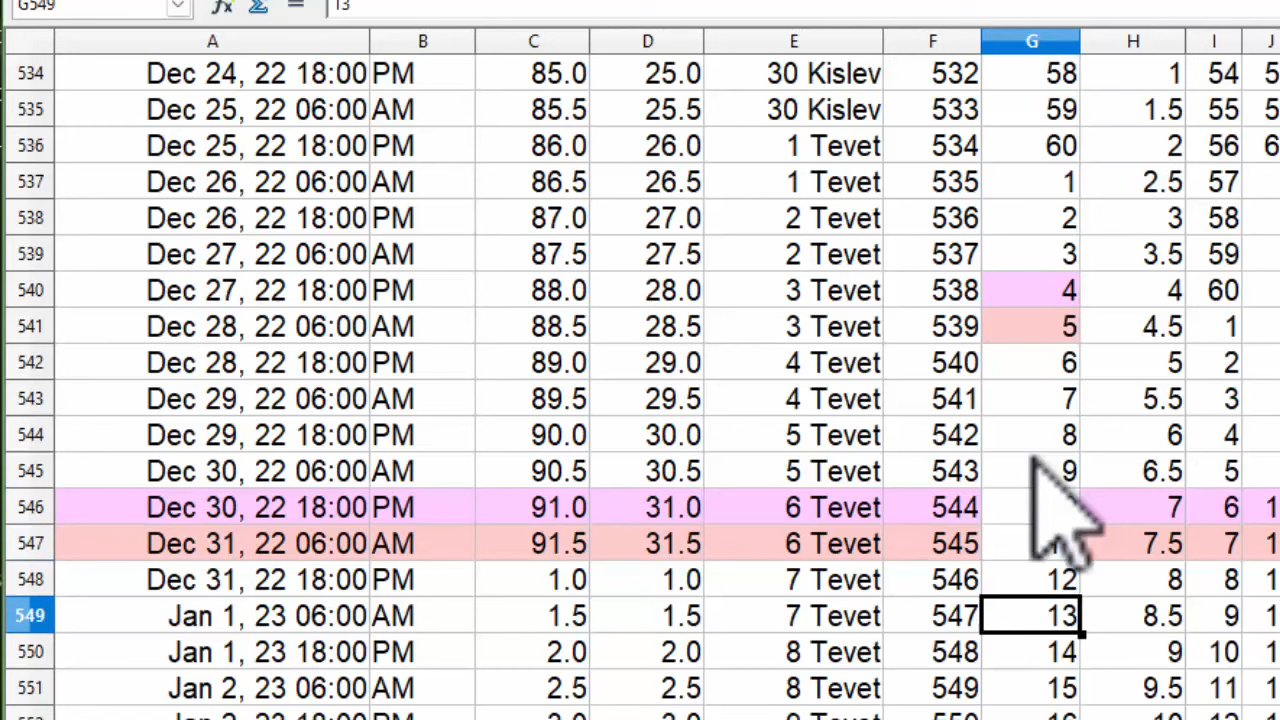 G549 fx Σ = 13
A B C D E F G H I J
534 Dec 24, 22 18:00 PM 85.0 25.0 30 Kislev 532 58 1 54 5
535 Dec 25, 22 06:00 AM 85.5 25.5 30 Kislev 533 59 1.5 55 5
536 Dec 25, 22 18:00 PM 86.0 26.0 1 Tevet 534 60 2 56 6
537 Dec 26, 22 06:00 AM 86.5 26.5 1 Tevet 535 1 2.5 57
538 Dec 26, 22 18:00 PM 87.0 27.0 2 Tevet 536 2 3 58
539 Dec 27, 22 06:00 AM 87.5 27.5 2 Tevet 537 3 3.5 59
540 Dec 27, 22 18:00 PM 88.0 28.0 3 Tevet 538 4 4 60
541 Dec 28, 22 06:00 AM 88.5 28.5 3 Tevet 539 5 4.5 1
542 Dec 28, 22 18:00 PM 89.0 29.0 4 Tevet 540 6 5 2
543 Dec 29, 22 06:00 AM 89.5 29.5 4 Tevet 541 7 5.5 3
544 Dec 29, 22 18:00 PM 90.0 30.0 5 Tevet 542 8 6 4
545 Dec 30, 22 06:00 AM 90.5 30.5 5 Tevet 543 9 6.5 5
546 Dec 30, 22 18:00 PM 91.0 31.0 6 Tevet 544 7 6 1
547 Dec 31, 22 06:00 AM 91.5 31.5 6 Tevet 545 7.5 7 1
548 Dec 31, 22 18:00 PM 1.0 1.0 7 Tevet 546 12 8 8 1
549 Jan 1, 23 06:00 AM 1.5 1.5 7 Tevet 547 13 8.5 9 1
550 Jan 1, 23 18:00 PM 2.0 2.0 8 Tevet 548 14 9 10 1
551 Jan 2, 23 06:00 AM 2.5 2.5 8 Tevet 549 15 9.5 11 1